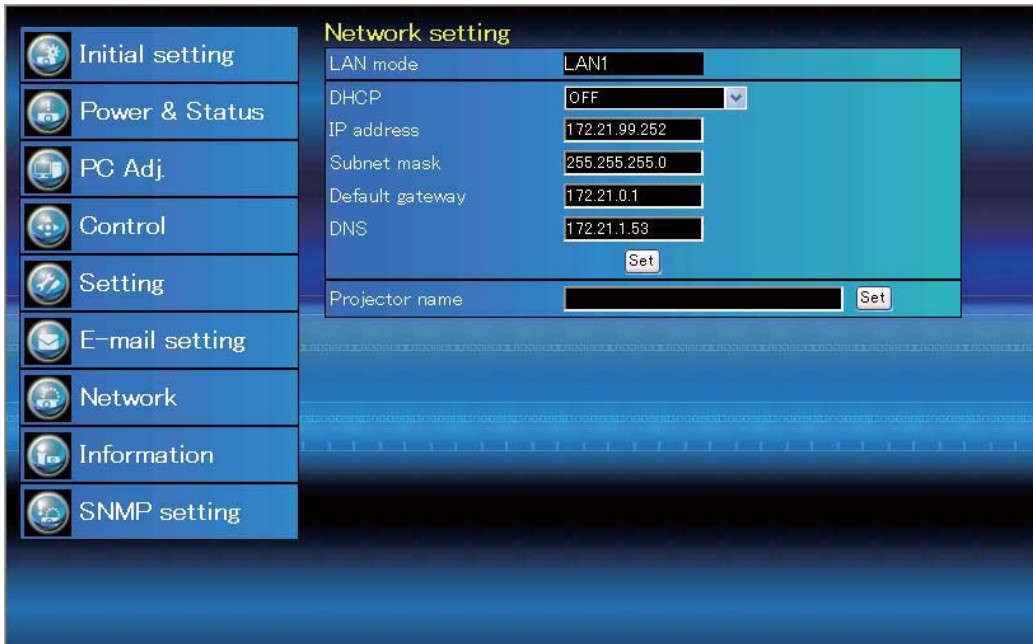 Initial setting
Power & Status
PC Adj.
Control
Setting
E-mail setting
Network
Information
SNMP setting
Network setting
LAN mode LAN1
DHCP OFF
IP address 172.21.99.252
Subnet mask 255.255.255.0
Default gateway 172.21.0.1
DNS 172.21.1.53
Set
Projector name Set